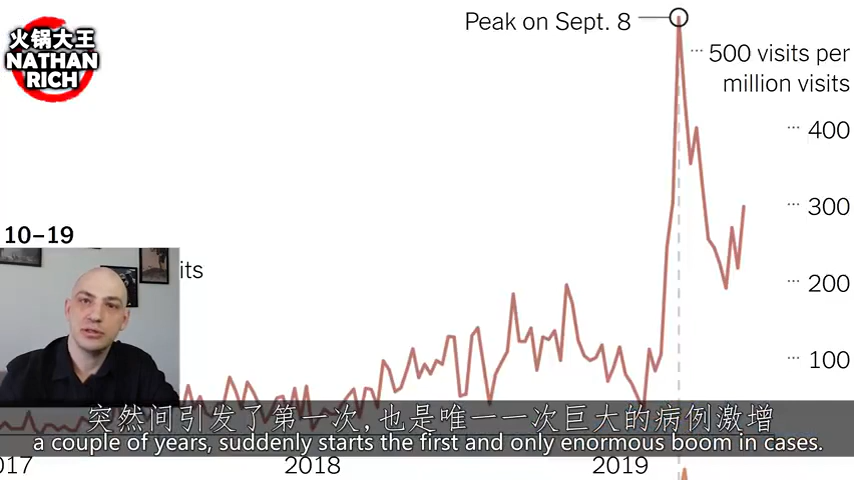 火锅大王
NATHAN
RICH
Peak on Sept. 8
500 visits per
million visits
400
300
200
100
10–19
its
突然间引发了第一次,也是唯一一次巨大的病例激增
a couple of years, suddenly starts the first and only enormous boom in cases.
017
2018
2019